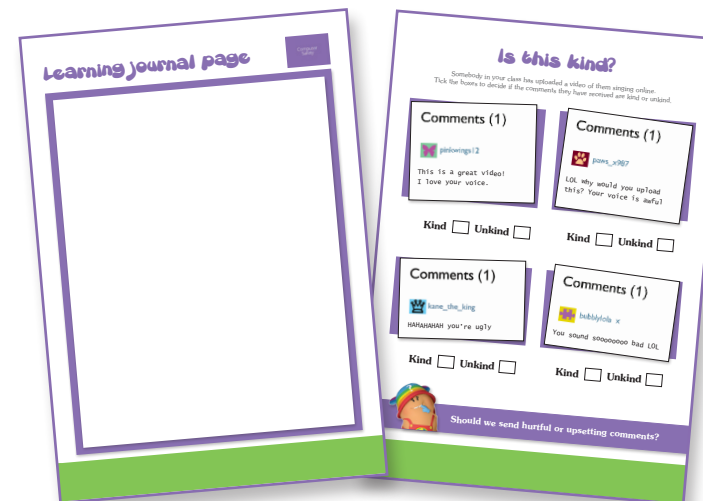 Learning journal page
Computer
Safety
Is this kind?
Somebody in your class has uploaded a video of them singing online.
Tick the boxes to decide if the comments they have received are kind or unkind.
Comments (1)
pinkwings12
This is a great video!
I love your voice.
Kind Unkind
Comments (1)
paws_x987
LOL why would you upload
this? Your voice is awful
Kind Unkind
Comments (1)
kane_the_king
HAHAHAHAH you're ugly
Kind Unkind
Comments (1)
bubblylola x
You sound soooooooo bad LOL
Kind Unkind
Should we send hurtful or upsetting comments?